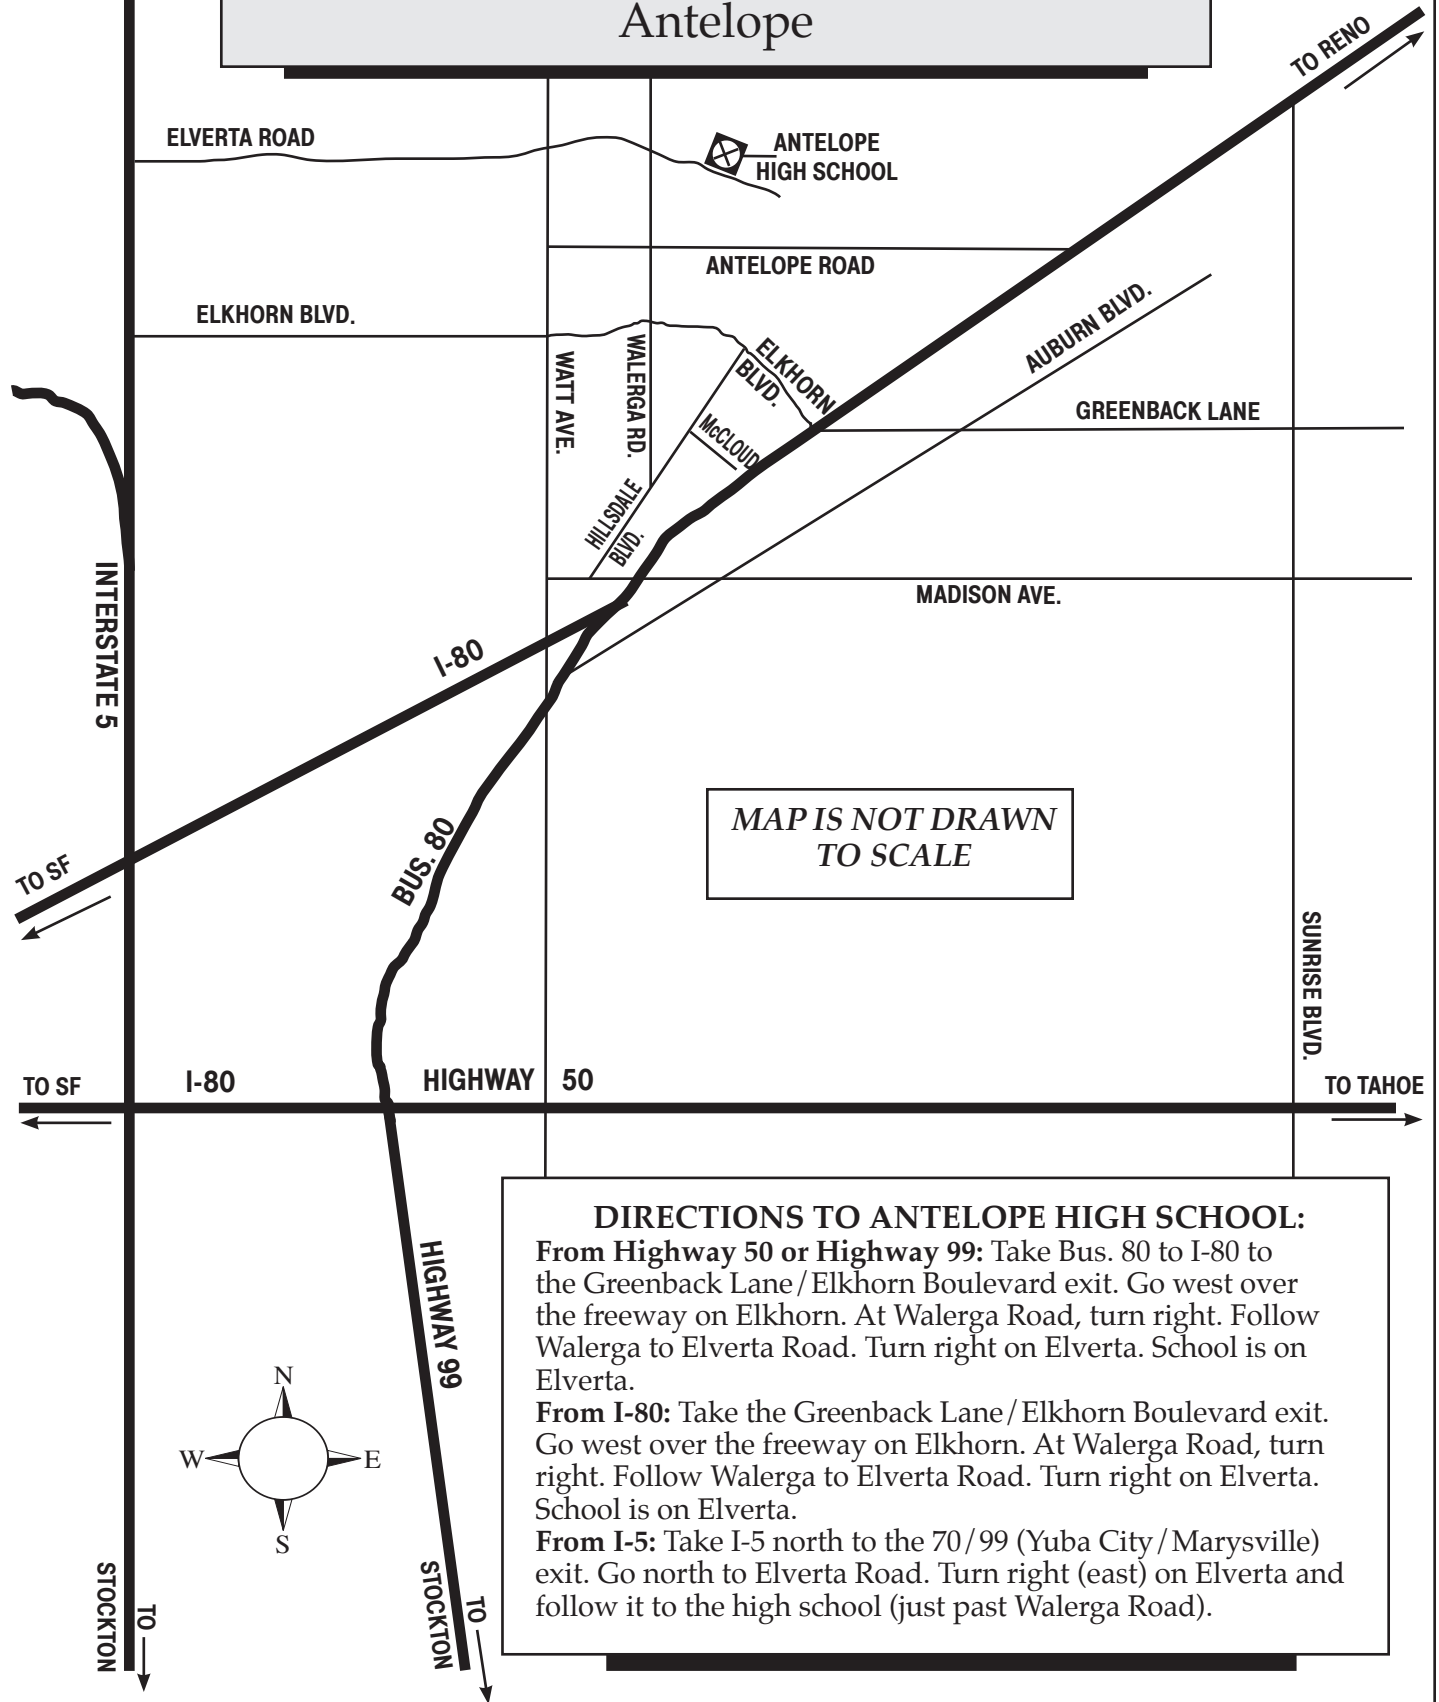 Antelope
TO RENO
ELVERTA ROAD
ANTELOPE
HIGH SCHOOL
ANTELOPE ROAD
ELKHORN BLVD.
AUBURN BLVD.
WATT AVE.
WALERGA RD.
ELKHORN
BLVD.
McCLOUD
GREENBACK LANE
HILLSDALE
BLVD.
MADISON AVE.
INTERSTATE 5
I-80
MAP IS NOT DRAWN
TO SCALE
BUS. 80
TO SF
SUNRISE BLVD.
TO SF
I-80
HIGHWAY 50
TO TAHOE
HIGHWAY 99
N
W
E
S
TO
STOCKTON
TO
STOCKTON
DIRECTIONS TO ANTELOPE HIGH SCHOOL:
From Highway 50 or Highway 99: Take Bus. 80 to I-80 to
the Greenback Lane/Elkhorn Boulevard exit. Go west over
the freeway on Elkhorn. At Walerga Road, turn right. Follow
Walerga to Elverta Road. Turn right on Elverta. School is on
Elverta.
From I-80: Take the Greenback Lane/Elkhorn Boulevard exit.
Go west over the freeway on Elkhorn. At Walerga Road, turn
right. Follow Walerga to Elverta Road. Turn right on Elverta.
School is on Elverta.
From I-5: Take I-5 north to the 70/99 (Yuba City/Marysville)
exit. Go north to Elverta Road. Turn right (east) on Elverta and
follow it to the high school (just past Walerga Road).